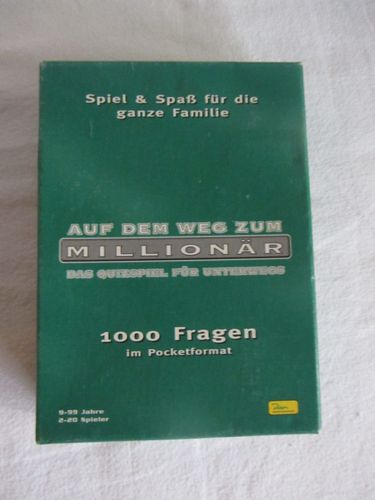 Spiel & Spaß für die
ganze Familie
AUF DEM WEG ZUM
MILLIONÄR
DAS QUIZSPIEL FÜR UNTERWEGS
1000 Fragen
im Pocketformat
9-99 Jahre
2-20 Spieler